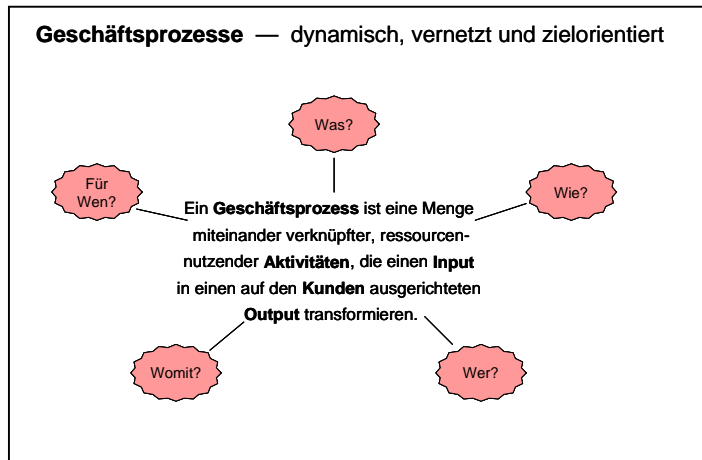 Geschäftsprozesse — dynamisch, vernetzt und zielorientiert
Was?
Für
Wen?
Wie?
Ein Geschäftsprozess ist eine Menge
miteinander verknüpfter, ressourcen-
nutzender Aktivitäten, die einen Input
in einen auf den Kunden ausgerichteten
Output transformieren.
Womit?
Wer?